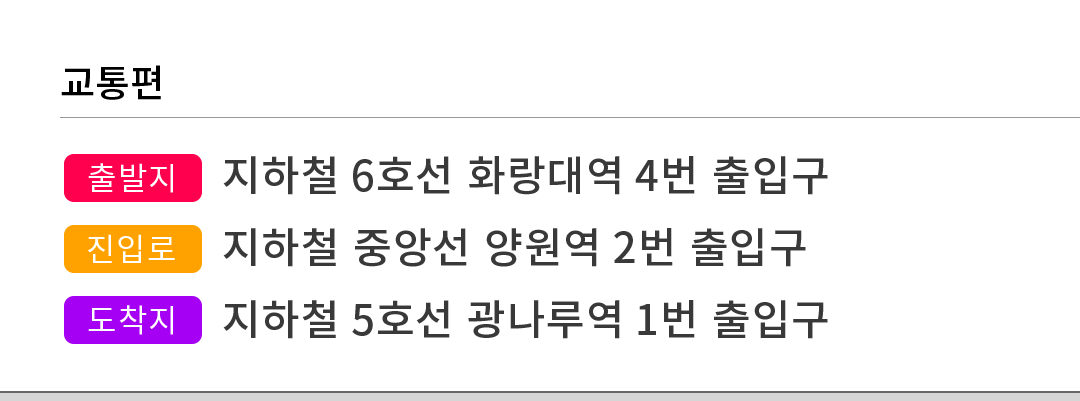 교통편
출발지 지하철 6호선 화랑대역 4번 출입구
진입로 지하철 중앙선 양원역 2번 출입구
도착지 지하철 5호선 광나루역 1번 출입구